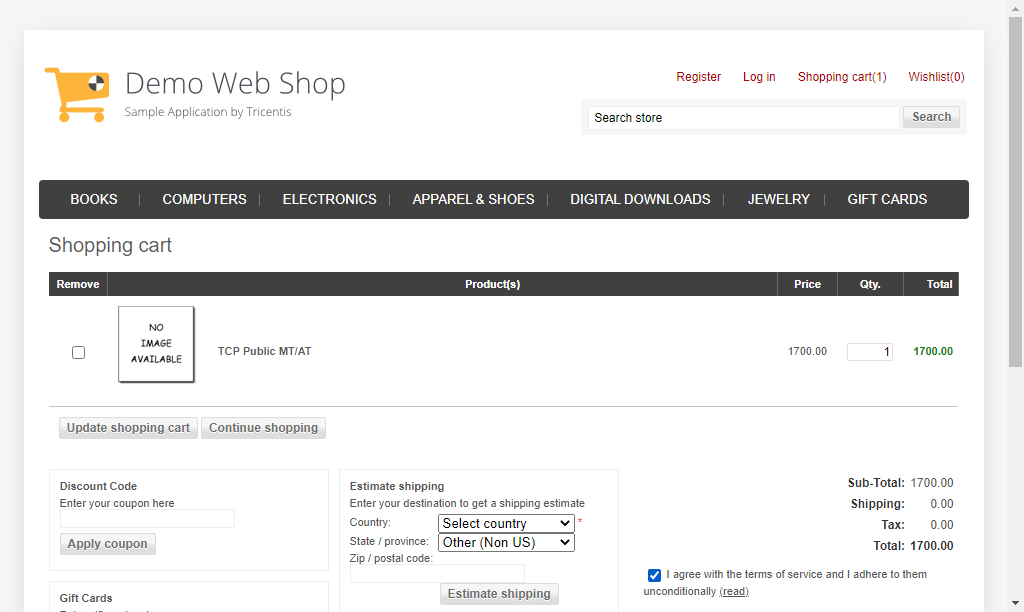 Demo Web Shop
Sample Application by Tricentis
Register Log in Shopping cart(1) Wishlist(0)
Search store Search
BOOKS COMPUTERS ELECTRONICS APPAREL & SHOES DIGITAL DOWNLOADS JEWELRY GIFT CARDS
Shopping cart
Remove Product(s) Price Qty. Total
NO
IMAGE
AVAILABLE
TCP Public MT/AT 1700.00 1 1700.00
Update shopping cart Continue shopping
Discount Code
Enter your coupon here
Apply coupon
Gift Cards
Estimate shipping
Enter your destination to get a shipping estimate
Country: Select country *
State / province: Other (Non US)
Zip / postal code:
Estimate shipping
Sub-Total: 1700.00
Shipping: 0.00
Tax: 0.00
Total: 1700.00
I agree with the terms of service and I adhere to them
unconditionally (read)